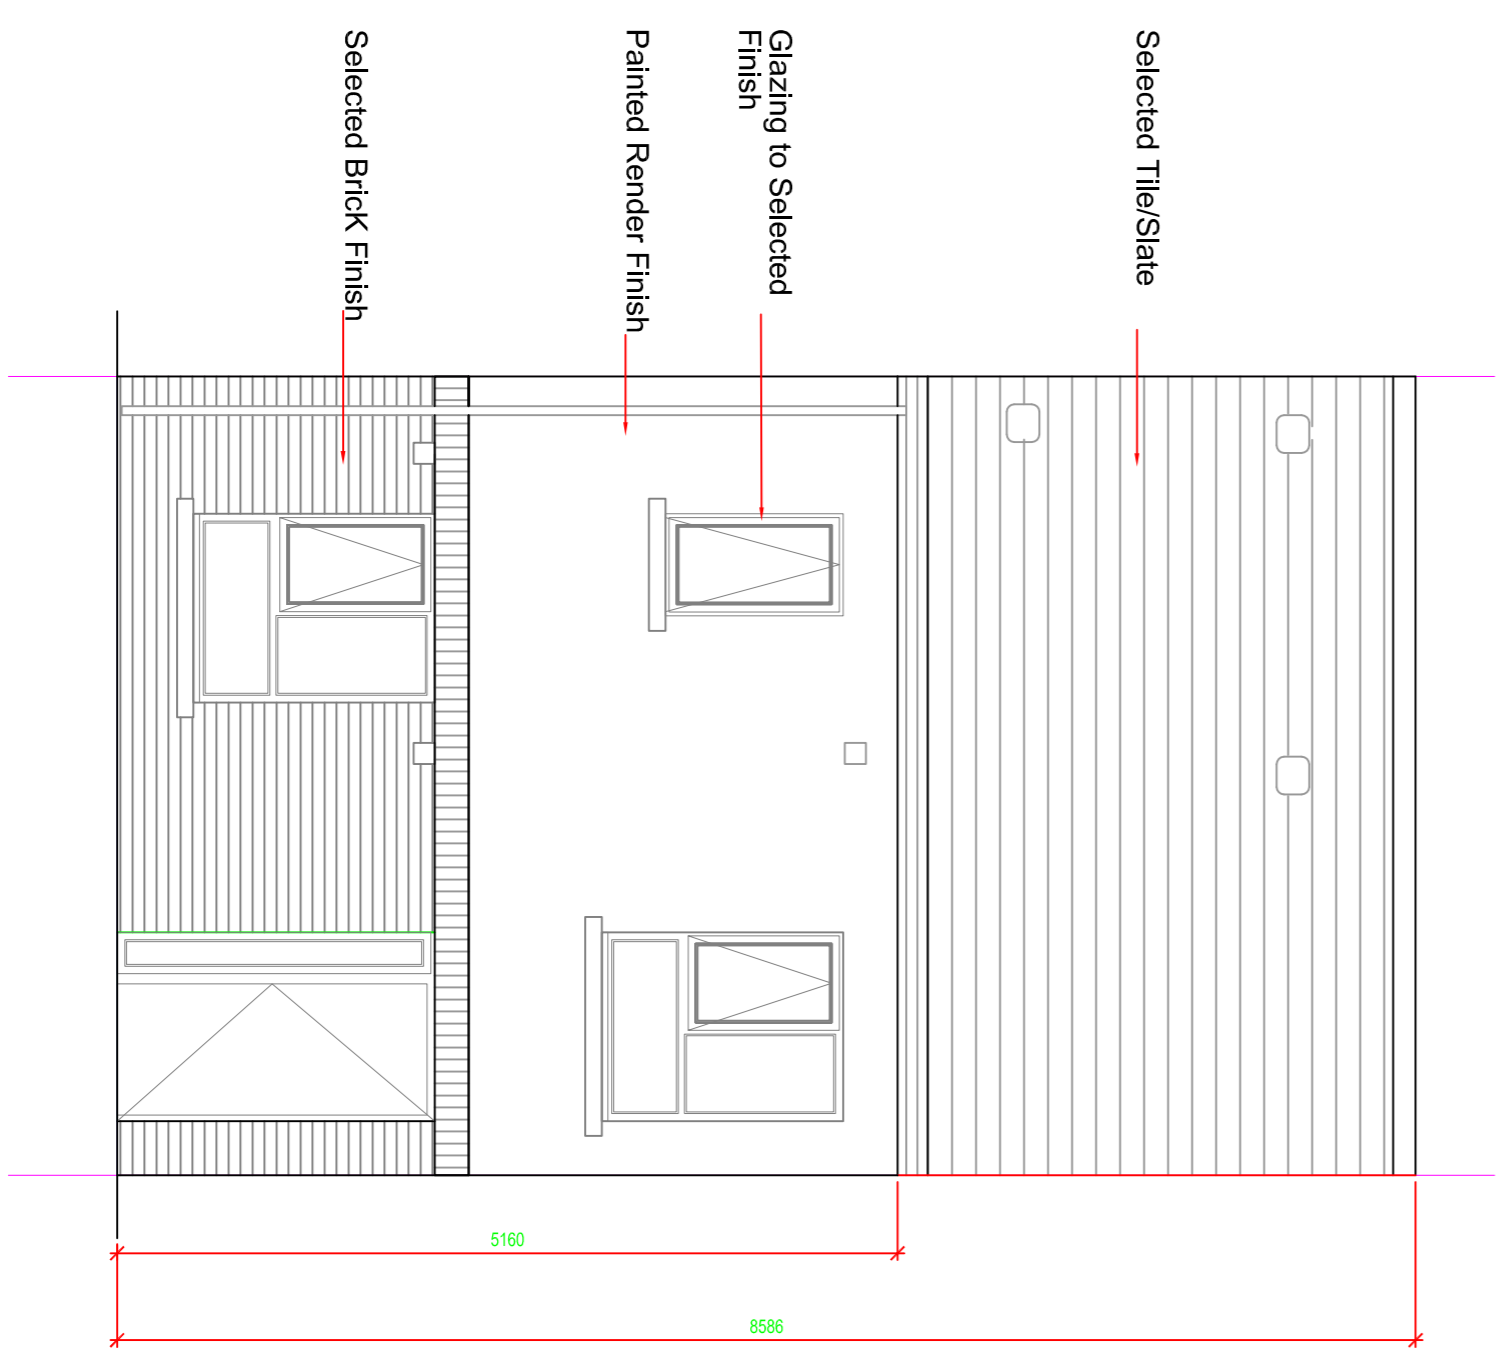 Selected Tile/Slate
Glazing to Selected
Finish
Painted Render Finish
Selected BricK Finish
5160
8586